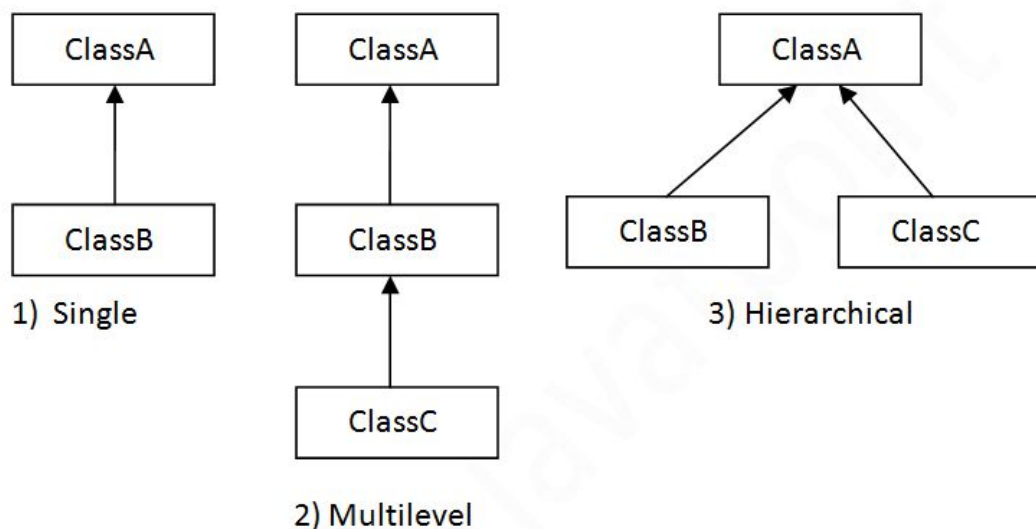 ClassA
ClassB
1) Single
ClassA
ClassB
ClassC
2) Multilevel
ClassA
ClassB
ClassC
3) Hierarchical